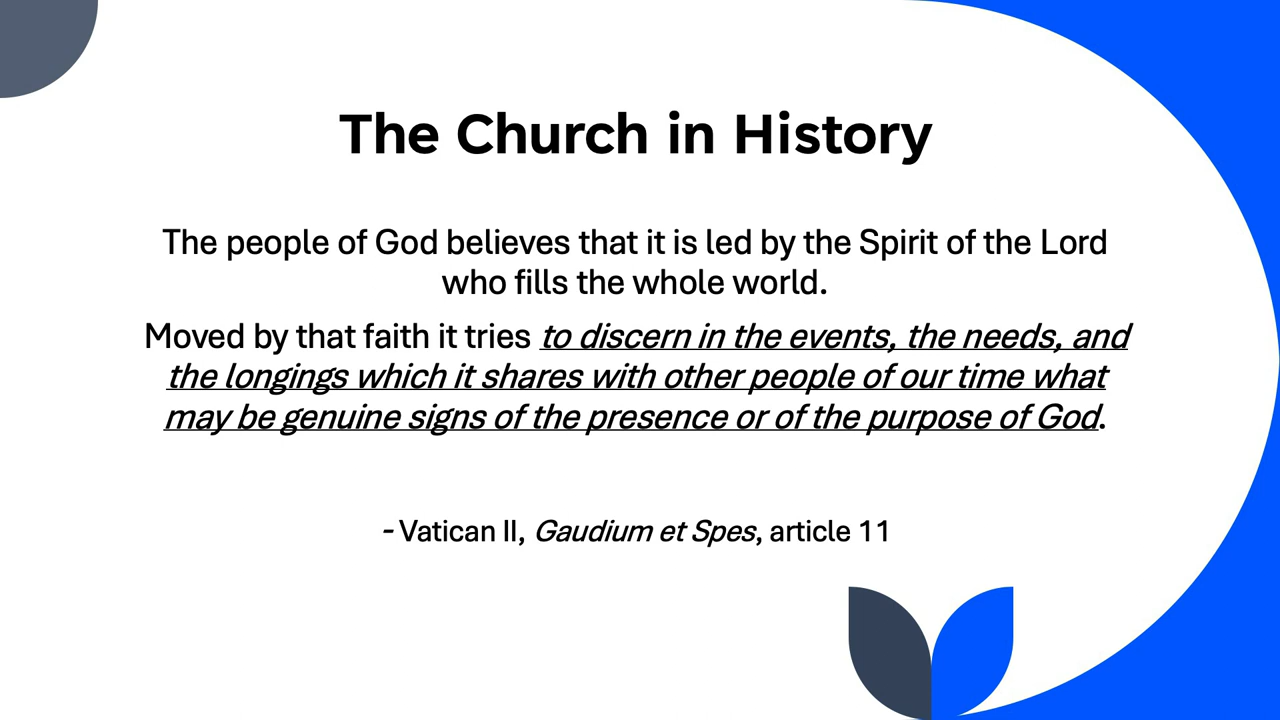 The Church in History
The people of God believes that it is led by the Spirit of the Lord
who fills the whole world.
Moved by that faith it tries to discern in the events, the needs, and
the longings which it shares with other people of our time what
may be genuine signs of the presence or of the purpose of God.
- Vatican II, Gaudium et Spes, article 11